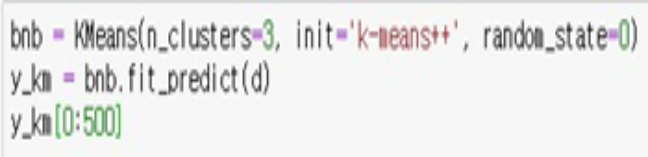 bnb = KMeans(n_clusters=3, init='k-means++', random_state=0)
y_km = bnb.fit_predict(d)
y_km[0:500]